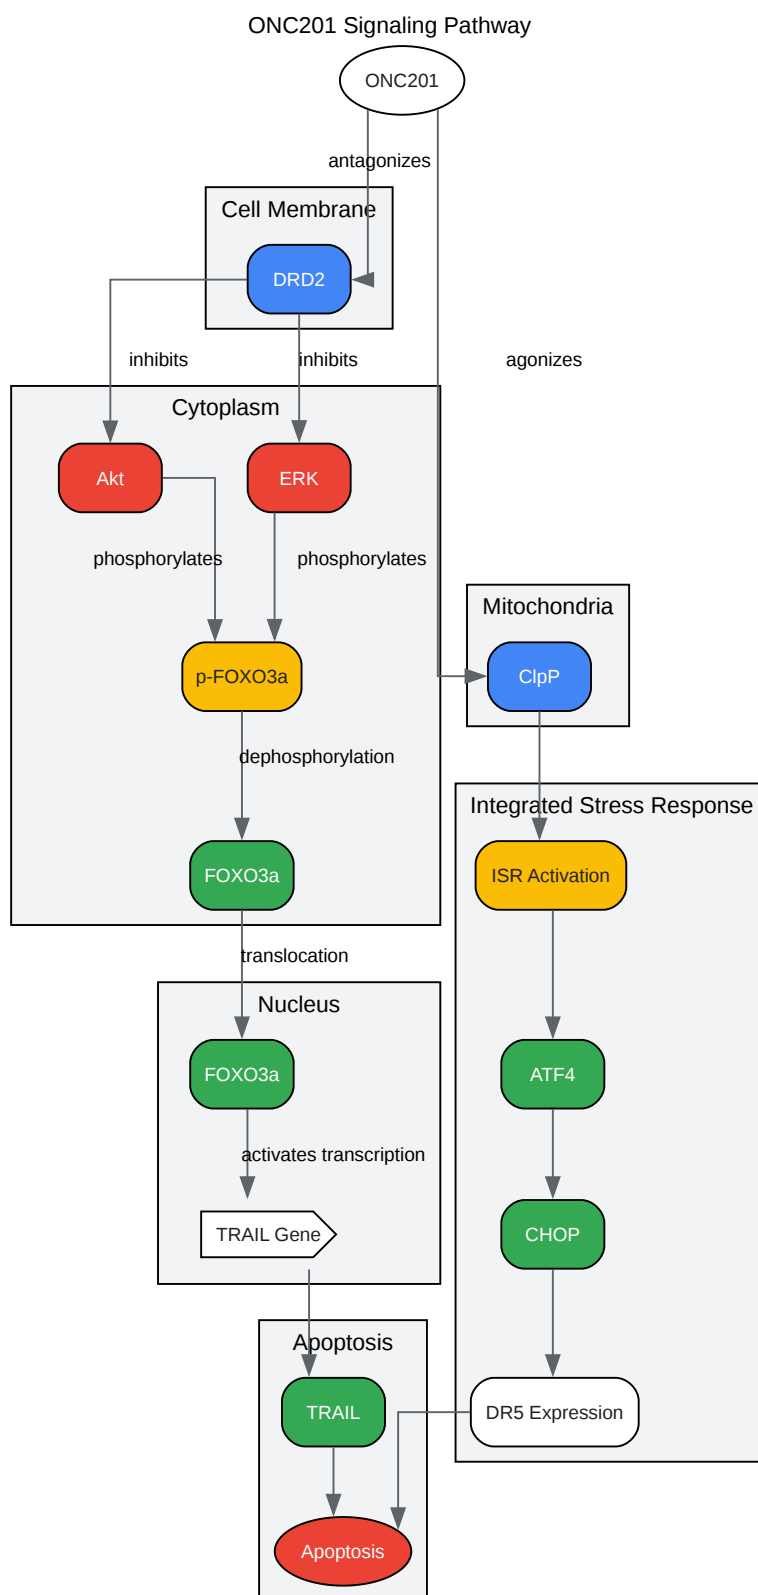 ONC201 Signaling Pathway
ONC201
antagonizes
Cell Membrane
DRD2
inhibits
inhibits
agonizes
Cytoplasm
Akt
ERK
phosphorylates
phosphorylates
Mitochondria
p-FOXO3a
ClpP
dephosphorylation
Integrated Stress Response
FOXO3a
ISR Activation
translocation
Nucleus
FOXO3a
ATF4
activates transcription
TRAIL Gene
CHOP
Apoptosis
TRAIL
DR5 Expression
Apoptosis